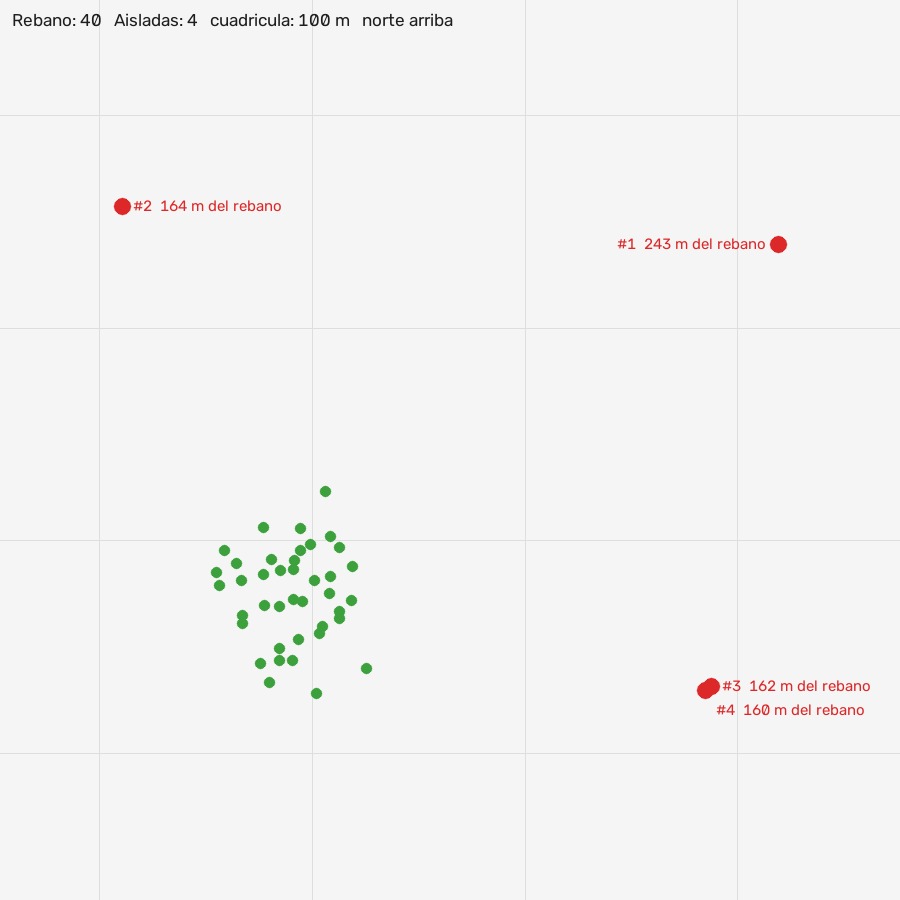 Rebano: 40 Aisladas: 4 cuadricula: 100 m norte arriba
#2 164 m del rebano
#1 243 m del rebano
#3 162 m del rebano
#4 160 m del rebano